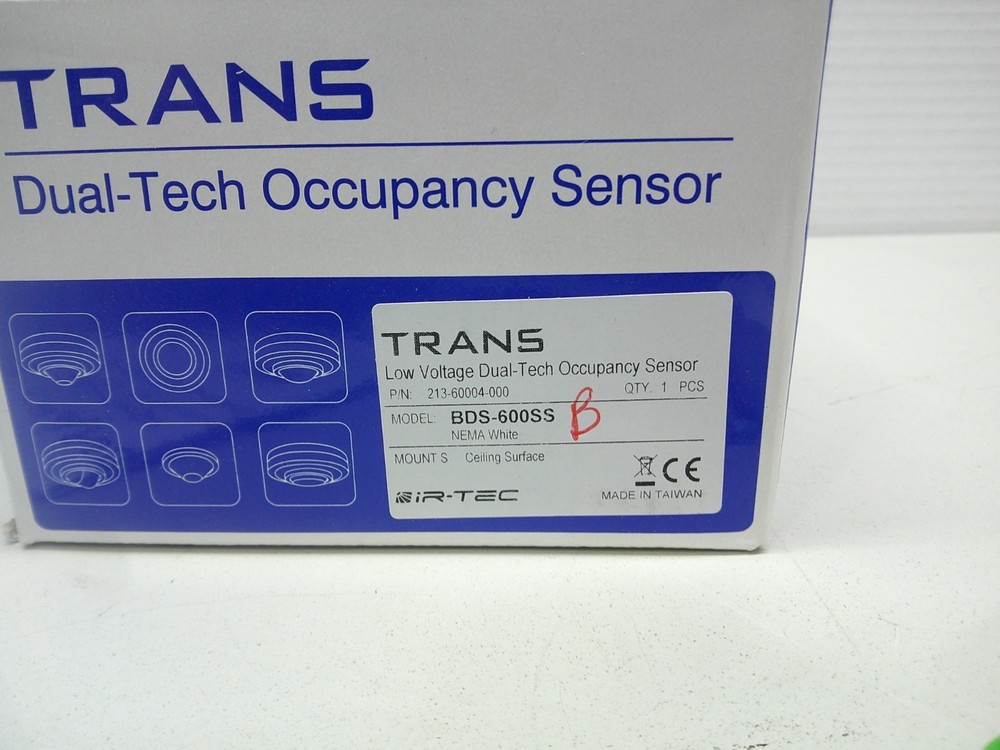 TRANS
Dual-Tech Occupancy Sensor
TRANS
Low Voltage Dual-Tech Occupancy Sensor
P/N: 213-60004-000 QTY. 1 PCS
MODEL: BDS-600SS B
NEMA White
MOUNT S Ceiling Surface
CE
iR-TEC
MADE IN TAIWAN